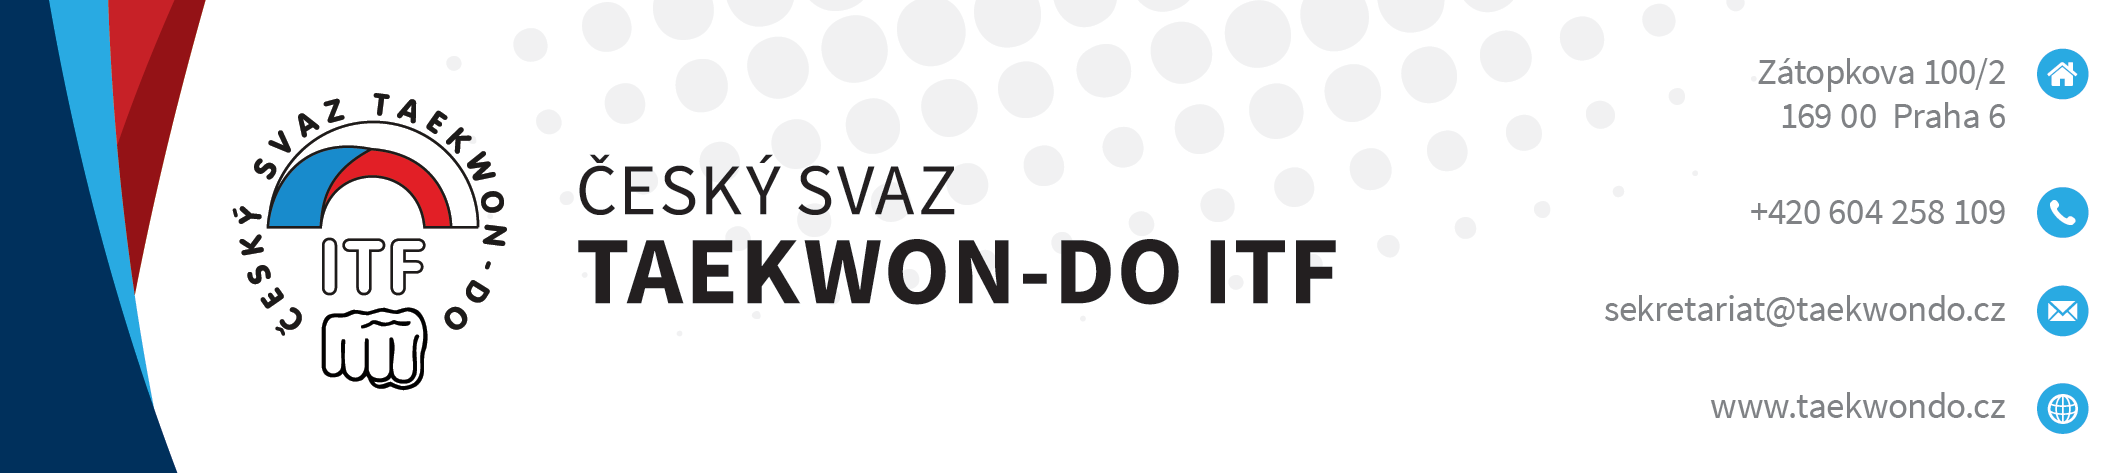 ČESKÝ SVAZ TAEKWON-DO
ITF
ČESKÝ SVAZ
TAEKWON-DO ITF
Zátopkova 100/2
169 00 Praha 6
+420 604 258 109
sekretariat@taekwondo.cz
www.taekwondo.cz